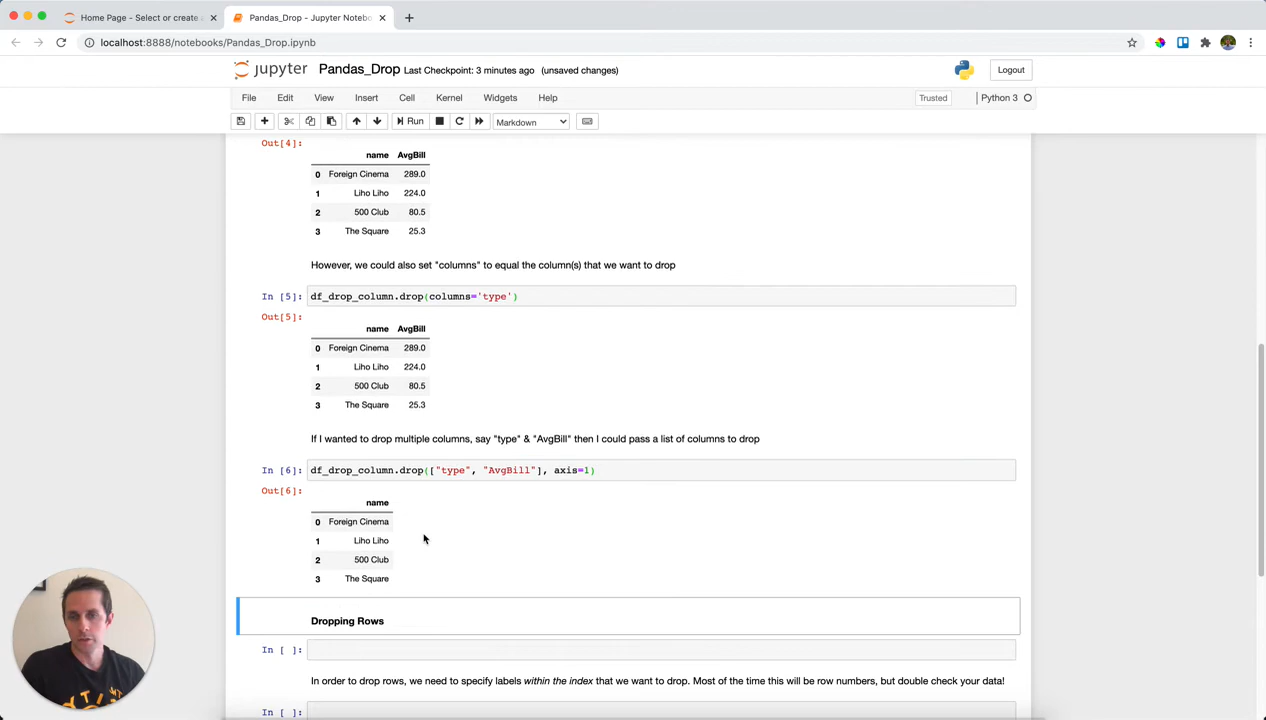 Home Page - Select or create a
Pandas_Drop - Jupyter Notebo
localhost:8888/notebooks/Pandas_Drop.ipynb
jupyter Pandas_Drop Last Checkpoint: 3 minutes ago (unsaved changes)
Logout
File Edit View Insert Cell Kernel Widgets Help
Trusted
Python 3
Run
Markdown
Out[4]:
name AvgBill
0 Foreign Cinema 289.0
1 Liho Liho 224.0
2 500 Club 80.5
3 The Square 25.3
However, we could also set "columns" to equal the column(s) that we want to drop
In [5]: df_drop_column.drop(columns='type')
Out[5]:
name AvgBill
0 Foreign Cinema 289.0
1 Liho Liho 224.0
2 500 Club 80.5
3 The Square 25.3
If I wanted to drop multiple columns, say "type" & "AvgBill" then I could pass a list of columns to drop
In [6]: df_drop_column.drop(["type", "AvgBill"], axis=1)
Out[6]:
name
0 Foreign Cinema
1 Liho Liho
2 500 Club
3 The Square
Dropping Rows
In [ ]:
In order to drop rows, we need to specify labels within the index that we want to drop. Most of the time this will be row numbers, but double check your data!
In [ ]: